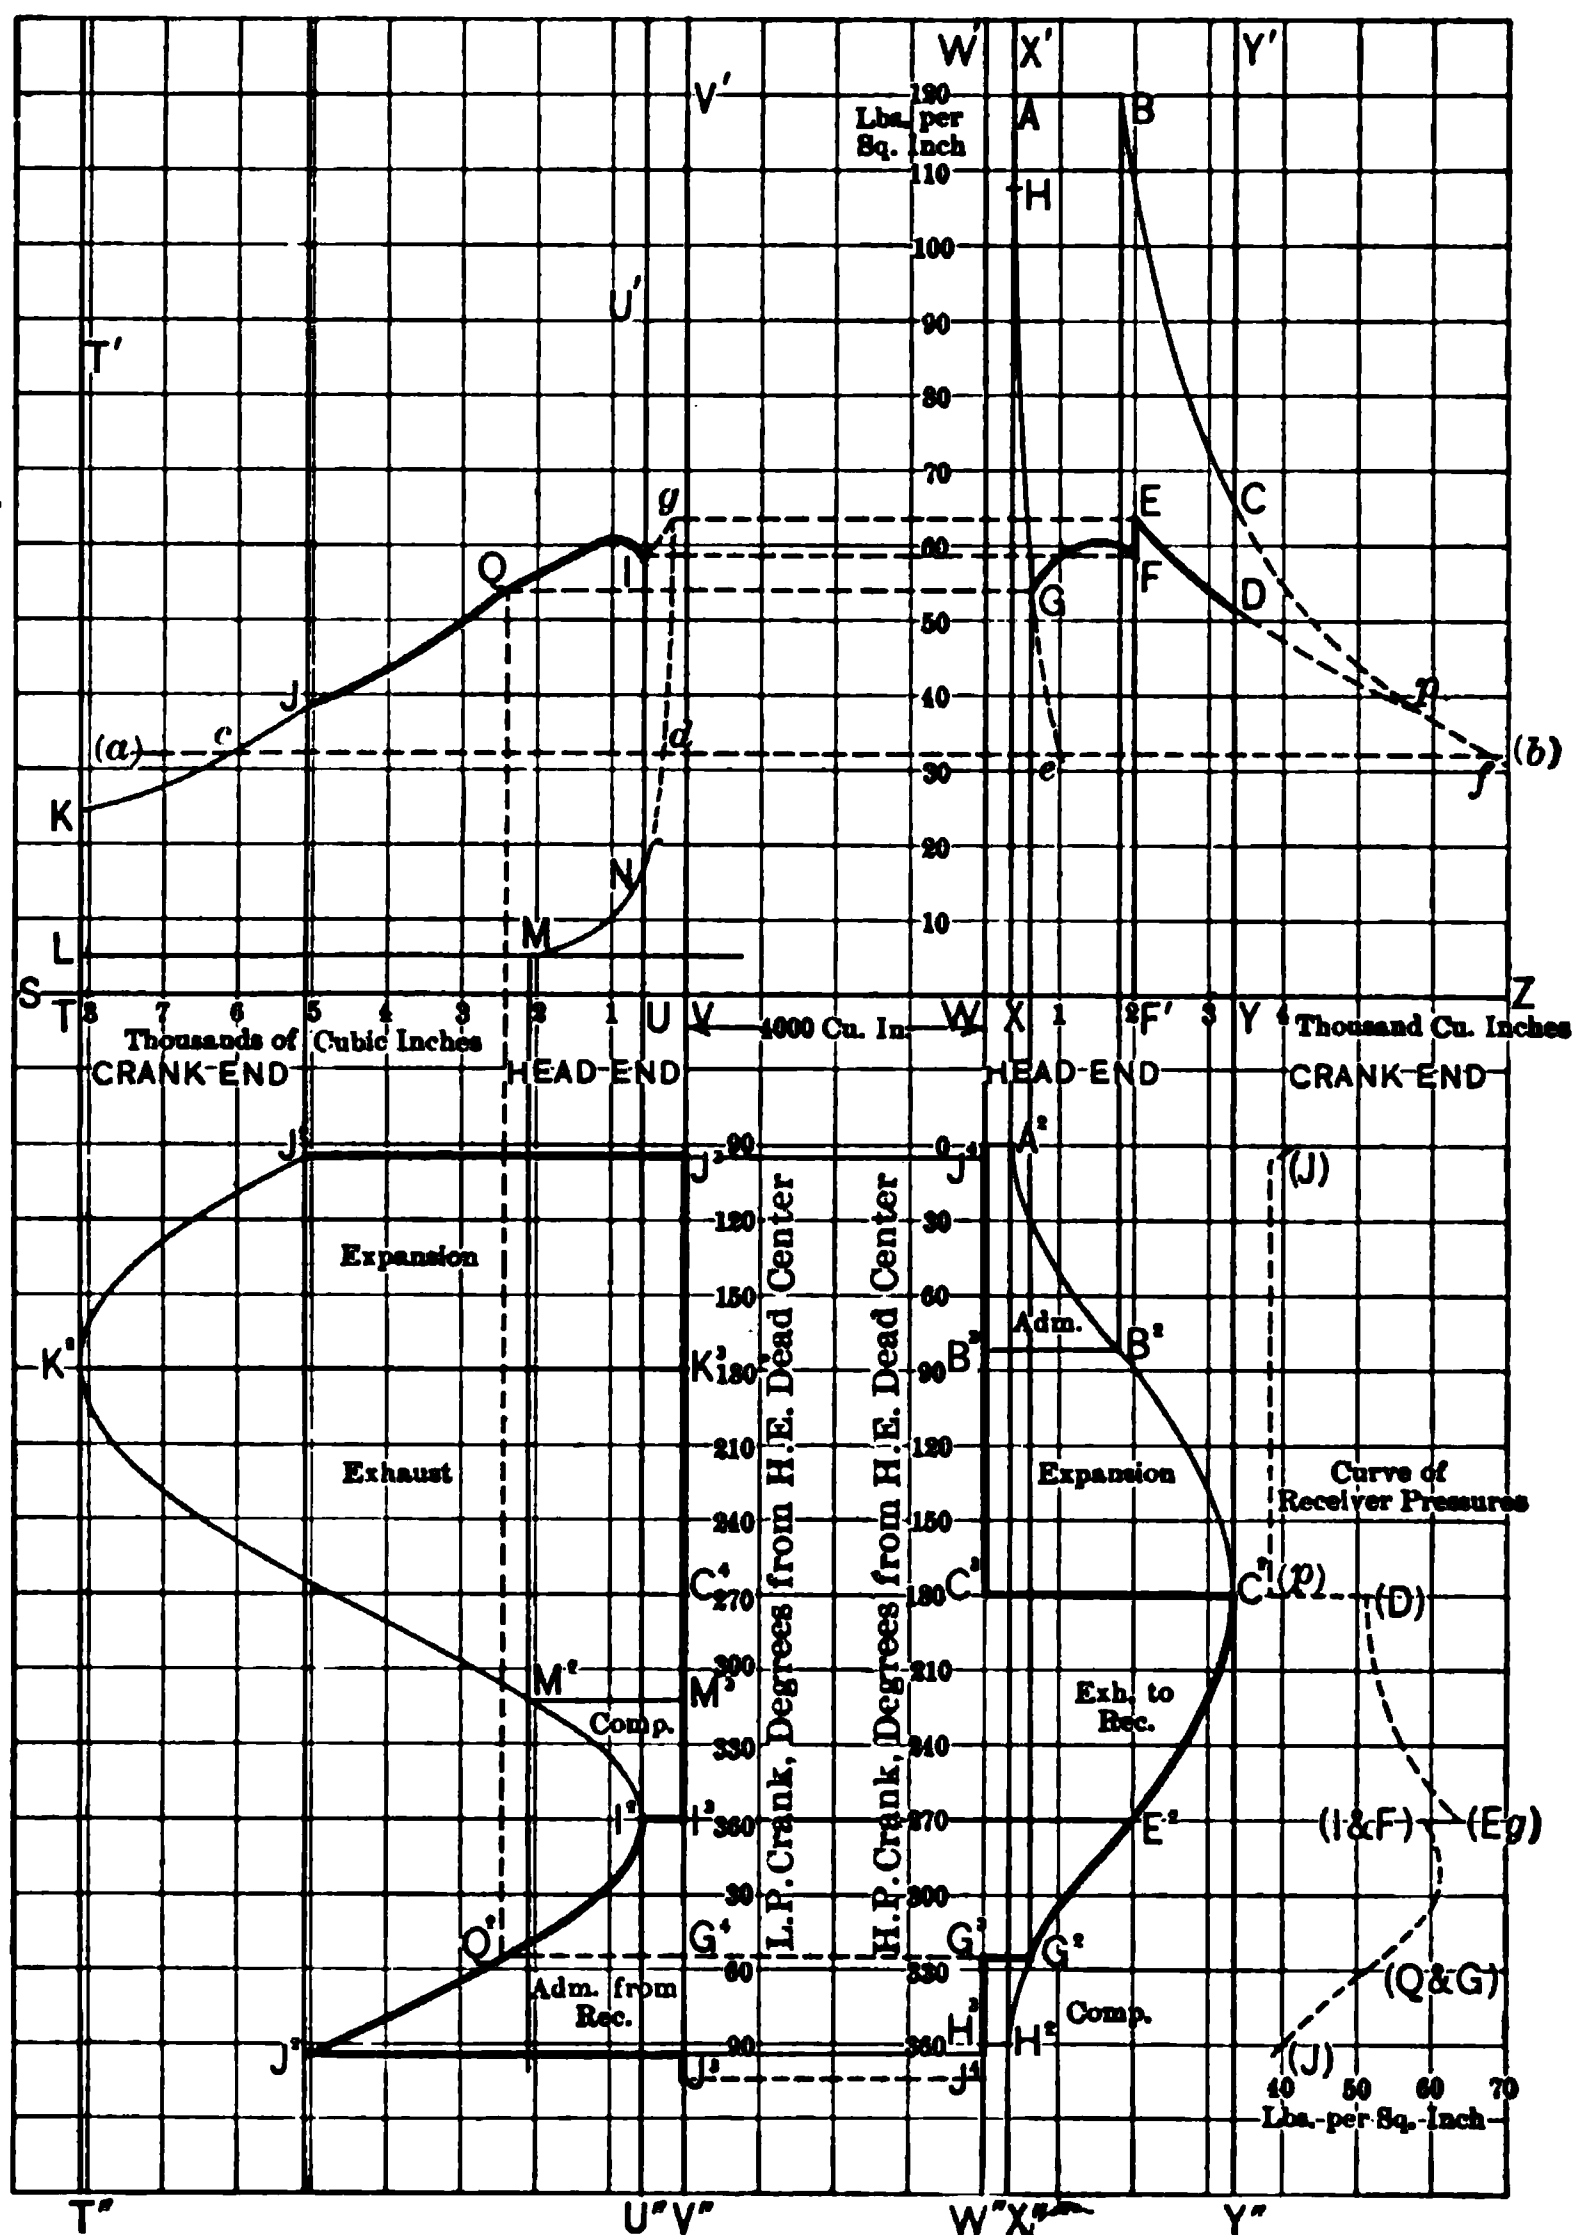 W′ X′ Y′
V′ 120 A B
Lbs. per
Sq. Inch
110
H
100
U′
90
T′
80
70
g E C
60
Q I F
G D
50
J 40 p
(a) c d (b)
30 e f
K
20
N
M 10
L
S Z
T 8 7 6 5 4 3 2 1 U V W X 1 2 F′ 3 Y 4
Thousands of Cubic Inches 4000 Cu. In. Thousand Cu. Inches
CRANK END HEAD END HEAD END CRANK END
J² 90 0 A²
J³ J⁴ (J)
120 30
Expansion
150 60
Adm.
K² K³ 180 B³ B² 90
210 120
Exhaust Expansion Curve of
Receiver Pressures
240 150
C⁴ C³ C² (p)
270 180 (D)
M² 300 M³ 210
Exh. to
Rec.
Comp.
330 240
I² I³ 360 270 E² (I&F) (Eg)
30 300
Q² G⁴ G³ G²
60 330 (Q&G)
Adm. from
Rec.
Comp.
H³ H²
J² 90 360 (J)
J³ J⁴
40 50 60 70
Lbs. per Sq. Inch
L.P. Crank, Degrees from H.E. Dead Center
H.P. Crank, Degrees from H.E. Dead Center
T″ U″ V″ W″ X″ Y″